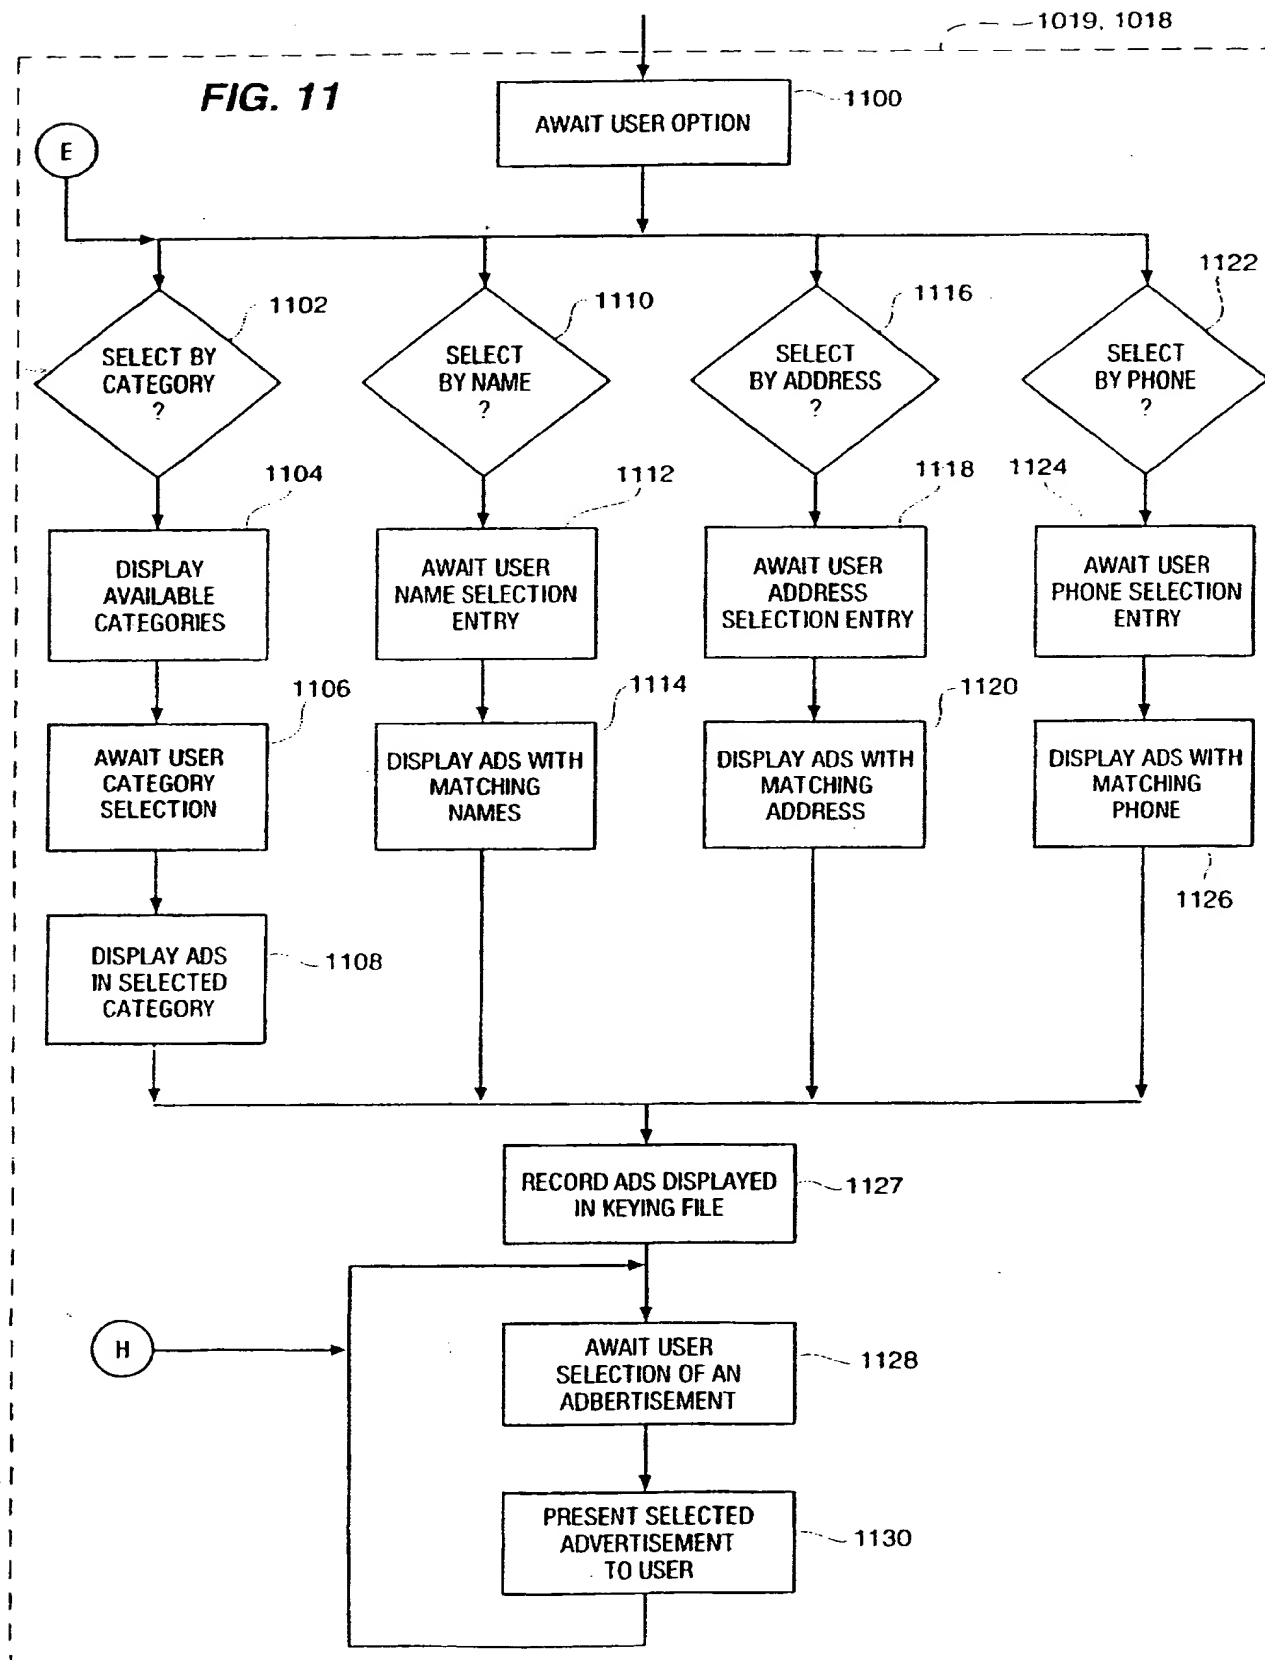 1019, 1018
FIG. 11
1100
AWAIT USER OPTION
E
1102
SELECT BY
CATEGORY
?
1110
SELECT
BY NAME
?
1116
SELECT
BY ADDRESS
?
1122
SELECT
BY PHONE
?
1104
DISPLAY
AVAILABLE
CATEGORIES
1112
AWAIT USER
NAME SELECTION
ENTRY
1118
AWAIT USER
ADDRESS
SELECTION ENTRY
1124
AWAIT USER
PHONE SELECTION
ENTRY
1106
AWAIT USER
CATEGORY
SELECTION
1114
DISPLAY ADS WITH
MATCHING
NAMES
1120
DISPLAY ADS WITH
MATCHING
ADDRESS
DISPLAY ADS WITH
MATCHING
PHONE
1126
DISPLAY ADS
IN SELECTED
CATEGORY
1108
RECORD ADS DISPLAYED
IN KEYING FILE
1127
H
AWAIT USER
SELECTION OF AN
ADBERTISEMENT
1128
PRESENT SELECTED
ADVERTISEMENT
TO USER
1130